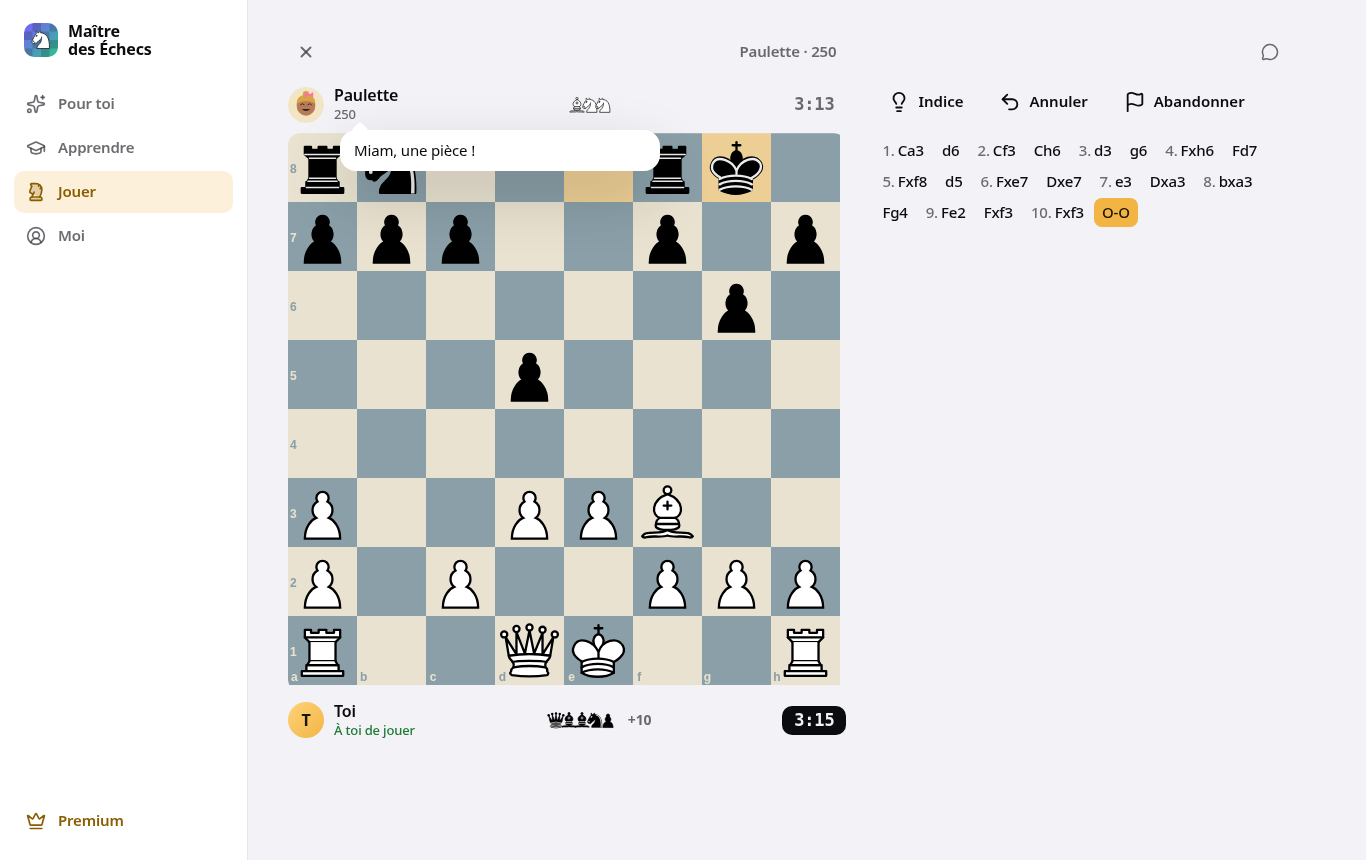 Maître
des Échecs
Pour toi
Apprendre
Jouer
Moi
Premium
Paulette · 250
Paulette
250
3:13
Miam, une pièce !
8
7
6
5
4
3
2
1
a b c d e f g h
T
Toi
À toi de jouer
+10
3:15
Indice Annuler Abandonner
1. Ca3 d6 2. Cf3 Ch6 3. d3 g6 4. Fxh6 Fd7
5. Fxf8 d5 6. Fxe7 Dxe7 7. e3 Dxa3 8. bxa3
Fg4 9. Fe2 Fxf3 10. Fxf3 O-O